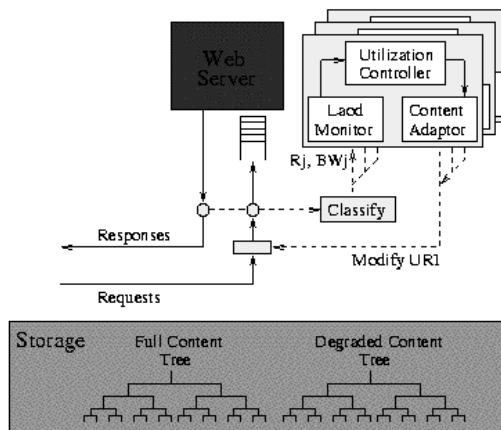 Web
Server
Utilization
Controller
Laod
Monitor
Content
Adaptor
Rj, BWj
Classify
Responses
Modify URI
Requests
Storage
Full Content
Tree
Degraded Content
Tree